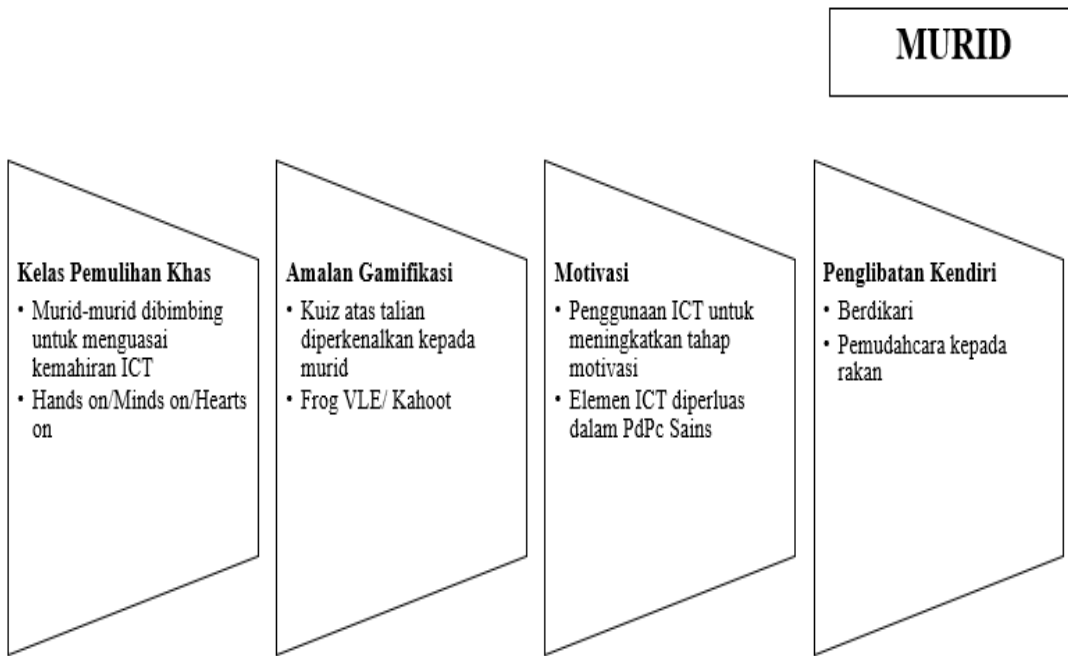 MURID
Kelas Pemulihan Khas
• Murid-murid dibimbing
untuk menguasai
kemahiran ICT
• Hands on/Minds on/Hearts
on
Amalan Gamifikasi
• Kuiz atas talian
diperkenalkan kepada
murid
• Frog VLE/ Kahoot
Motivasi
• Penggunaan ICT untuk
meningkatkan tahap
motivasi
• Elemen ICT diperluas
dalam PdPc Sains
Penglibatan Kendiri
• Berdikari
• Pemudahcara kepada
rakan